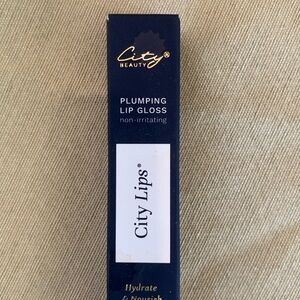 City®
BEAUTY
PLUMPING
LIP GLOSS
non-irritating
City Lips®
Hydrate
& Nourish